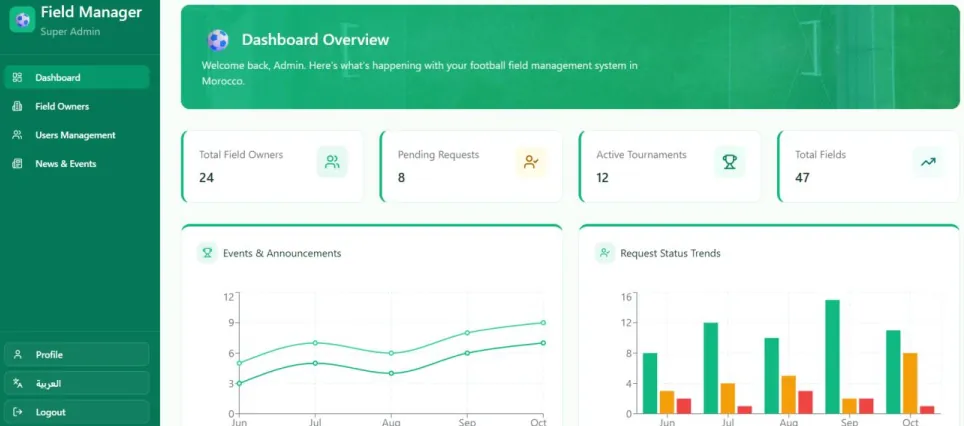 Field Manager
Super Admin
Dashboard
Field Owners
Users Management
News & Events
Profile
العربية
Logout
Dashboard Overview
Welcome back, Admin. Here's what's happening with your football field management system in
Morocco.
Total Field Owners
24
Pending Requests
8
Active Tournaments
12
Total Fields
47
Events & Announcements
12
9
6
3
0
Jun
Jul
Aug
Sep
Oct
Request Status Trends
16
12
8
4
0
Jun
Jul
Aug
Sep
Oct